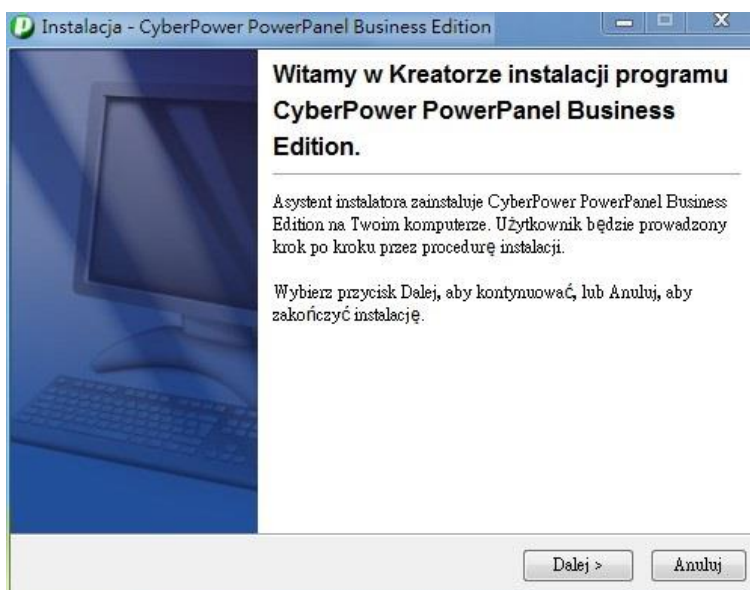 Instalacja - CyberPower PowerPanel Business Edition
Witamy w Kreatorze instalacji programu
CyberPower PowerPanel Business
Edition.
Asystent instalatora zainstaluje CyberPower PowerPanel Business
Edition na Twoim komputerze. Użytkownik będzie prowadzony
krok po kroku przez procedurę instalacji.
Wybierz przycisk Dalej, aby kontynuować, lub Anuluj, aby
zakończyć instalację.
Dalej >
Anuluj